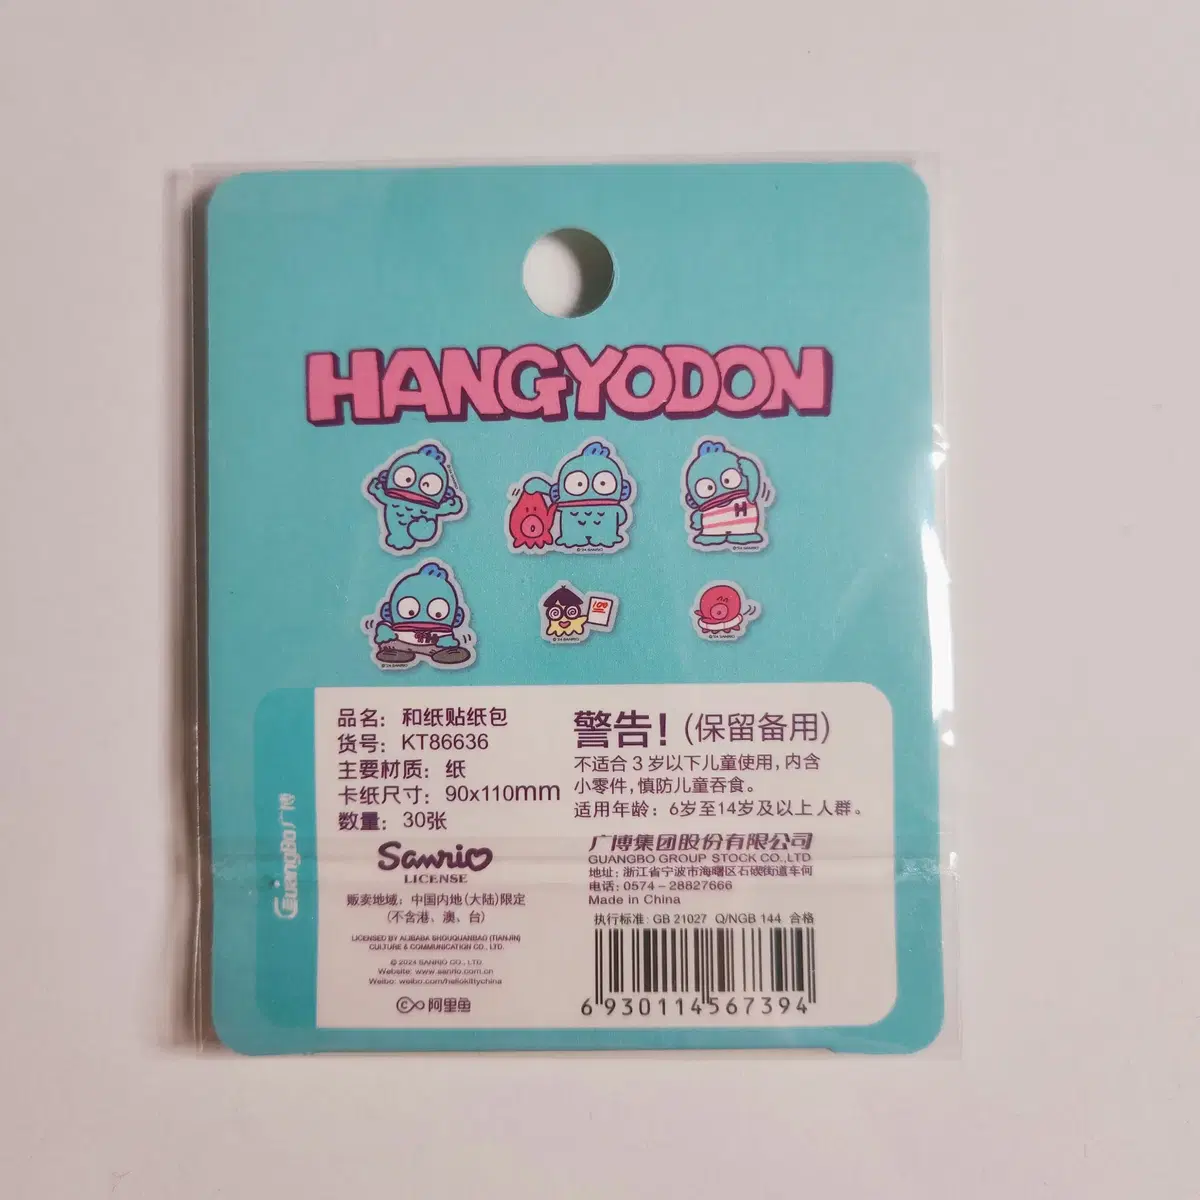 HANGYODON
H
100
品名：和纸贴纸包
货号：KT86636
主要材质：纸
卡纸尺寸：90x110mm
数量：30张
警告！(保留备用)
不适合3岁以下儿童使用，内含
小零件，慎防儿童吞食。
适用年龄：6岁至14岁及以上人群。
GuangBo广博
Sanrio
LICENSE
贩卖地域：中国内地(大陆)限定
(不含港、澳、台)
LICENSED BY ALIBABA SHOUQUANBAO (TIANJIN)
CULTURE & COMMUNICATION CO., LTD.
© 2024 SANRIO CO., LTD.
Website: www.sanrio.com.cn
Weibo: weibo.com/hellokittychina
阿里鱼
广博集团股份有限公司
GUANGBO GROUP STOCK CO.,LTD
地址：浙江省宁波市海曙区石碶街道车何
电话：0574－28827666
Made in China
执行标准：GB 21027 Q/NGB 144 合格
6930114567394